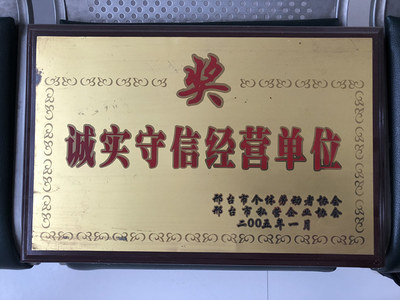 奖
诚实守信经营单位
邢台市个体劳动者协会
邢台市私营企业协会
二00五年一月